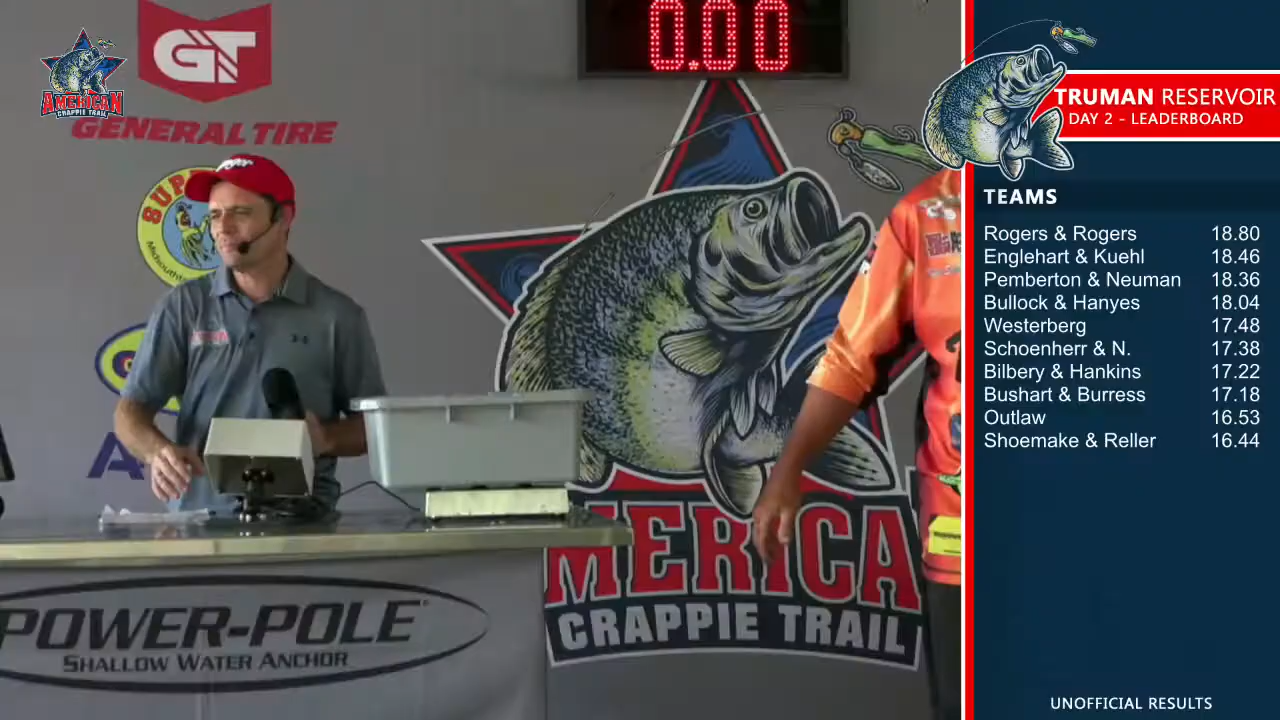 GT
GENERAL TIRE
AMERICAN
CRAPPIE TRAIL
SUP
Midsouth
0.00
MERICA
CRAPPIE TRAIL
POWER-POLE
SHALLOW WATER ANCHOR
TRUMAN RESERVOIR
DAY 2 - LEADERBOARD
TEAMS
Rogers & Rogers 18.80
Englehart & Kuehl 18.46
Pemberton & Neuman 18.36
Bullock & Hanyes 18.04
Westerberg 17.48
Schoenherr & N. 17.38
Bilbery & Hankins 17.22
Bushart & Burress 17.18
Outlaw 16.53
Shoemake & Reller 16.44
UNOFFICIAL RESULTS